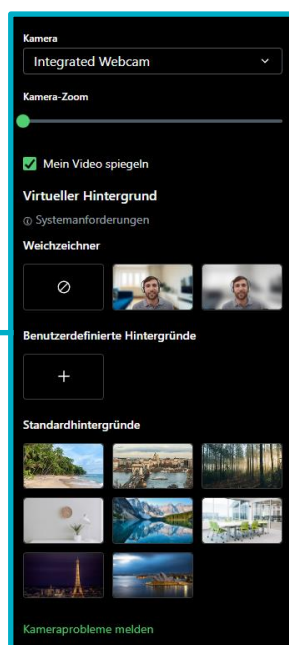 Kamera
Integrated Webcam
Kamera-Zoom
Mein Video spiegeln
Virtueller Hintergrund
Systemanforderungen
Weichzeichner
Benutzerdefinierte Hintergründe
Standardhintergründe
Kameraprobleme melden